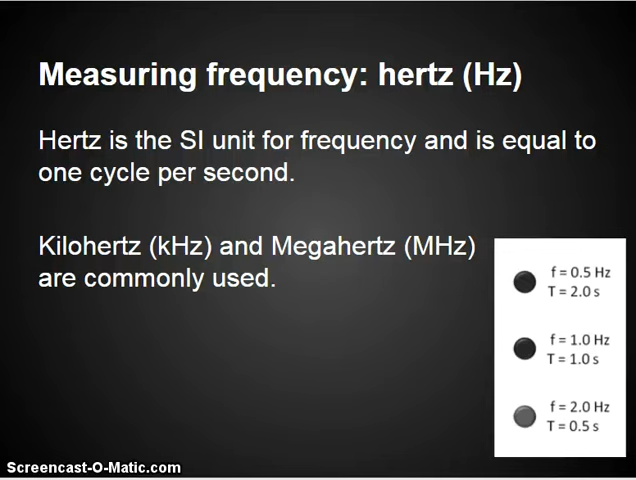 Measuring frequency: hertz (Hz)
Hertz is the SI unit for frequency and is equal to
one cycle per second.
Kilohertz (kHz) and Megahertz (MHz)
are commonly used.
f = 0.5 Hz
T = 2.0 s
f = 1.0 Hz
T = 1.0 s
f = 2.0 Hz
T = 0.5 s
Screencast-O-Matic.com